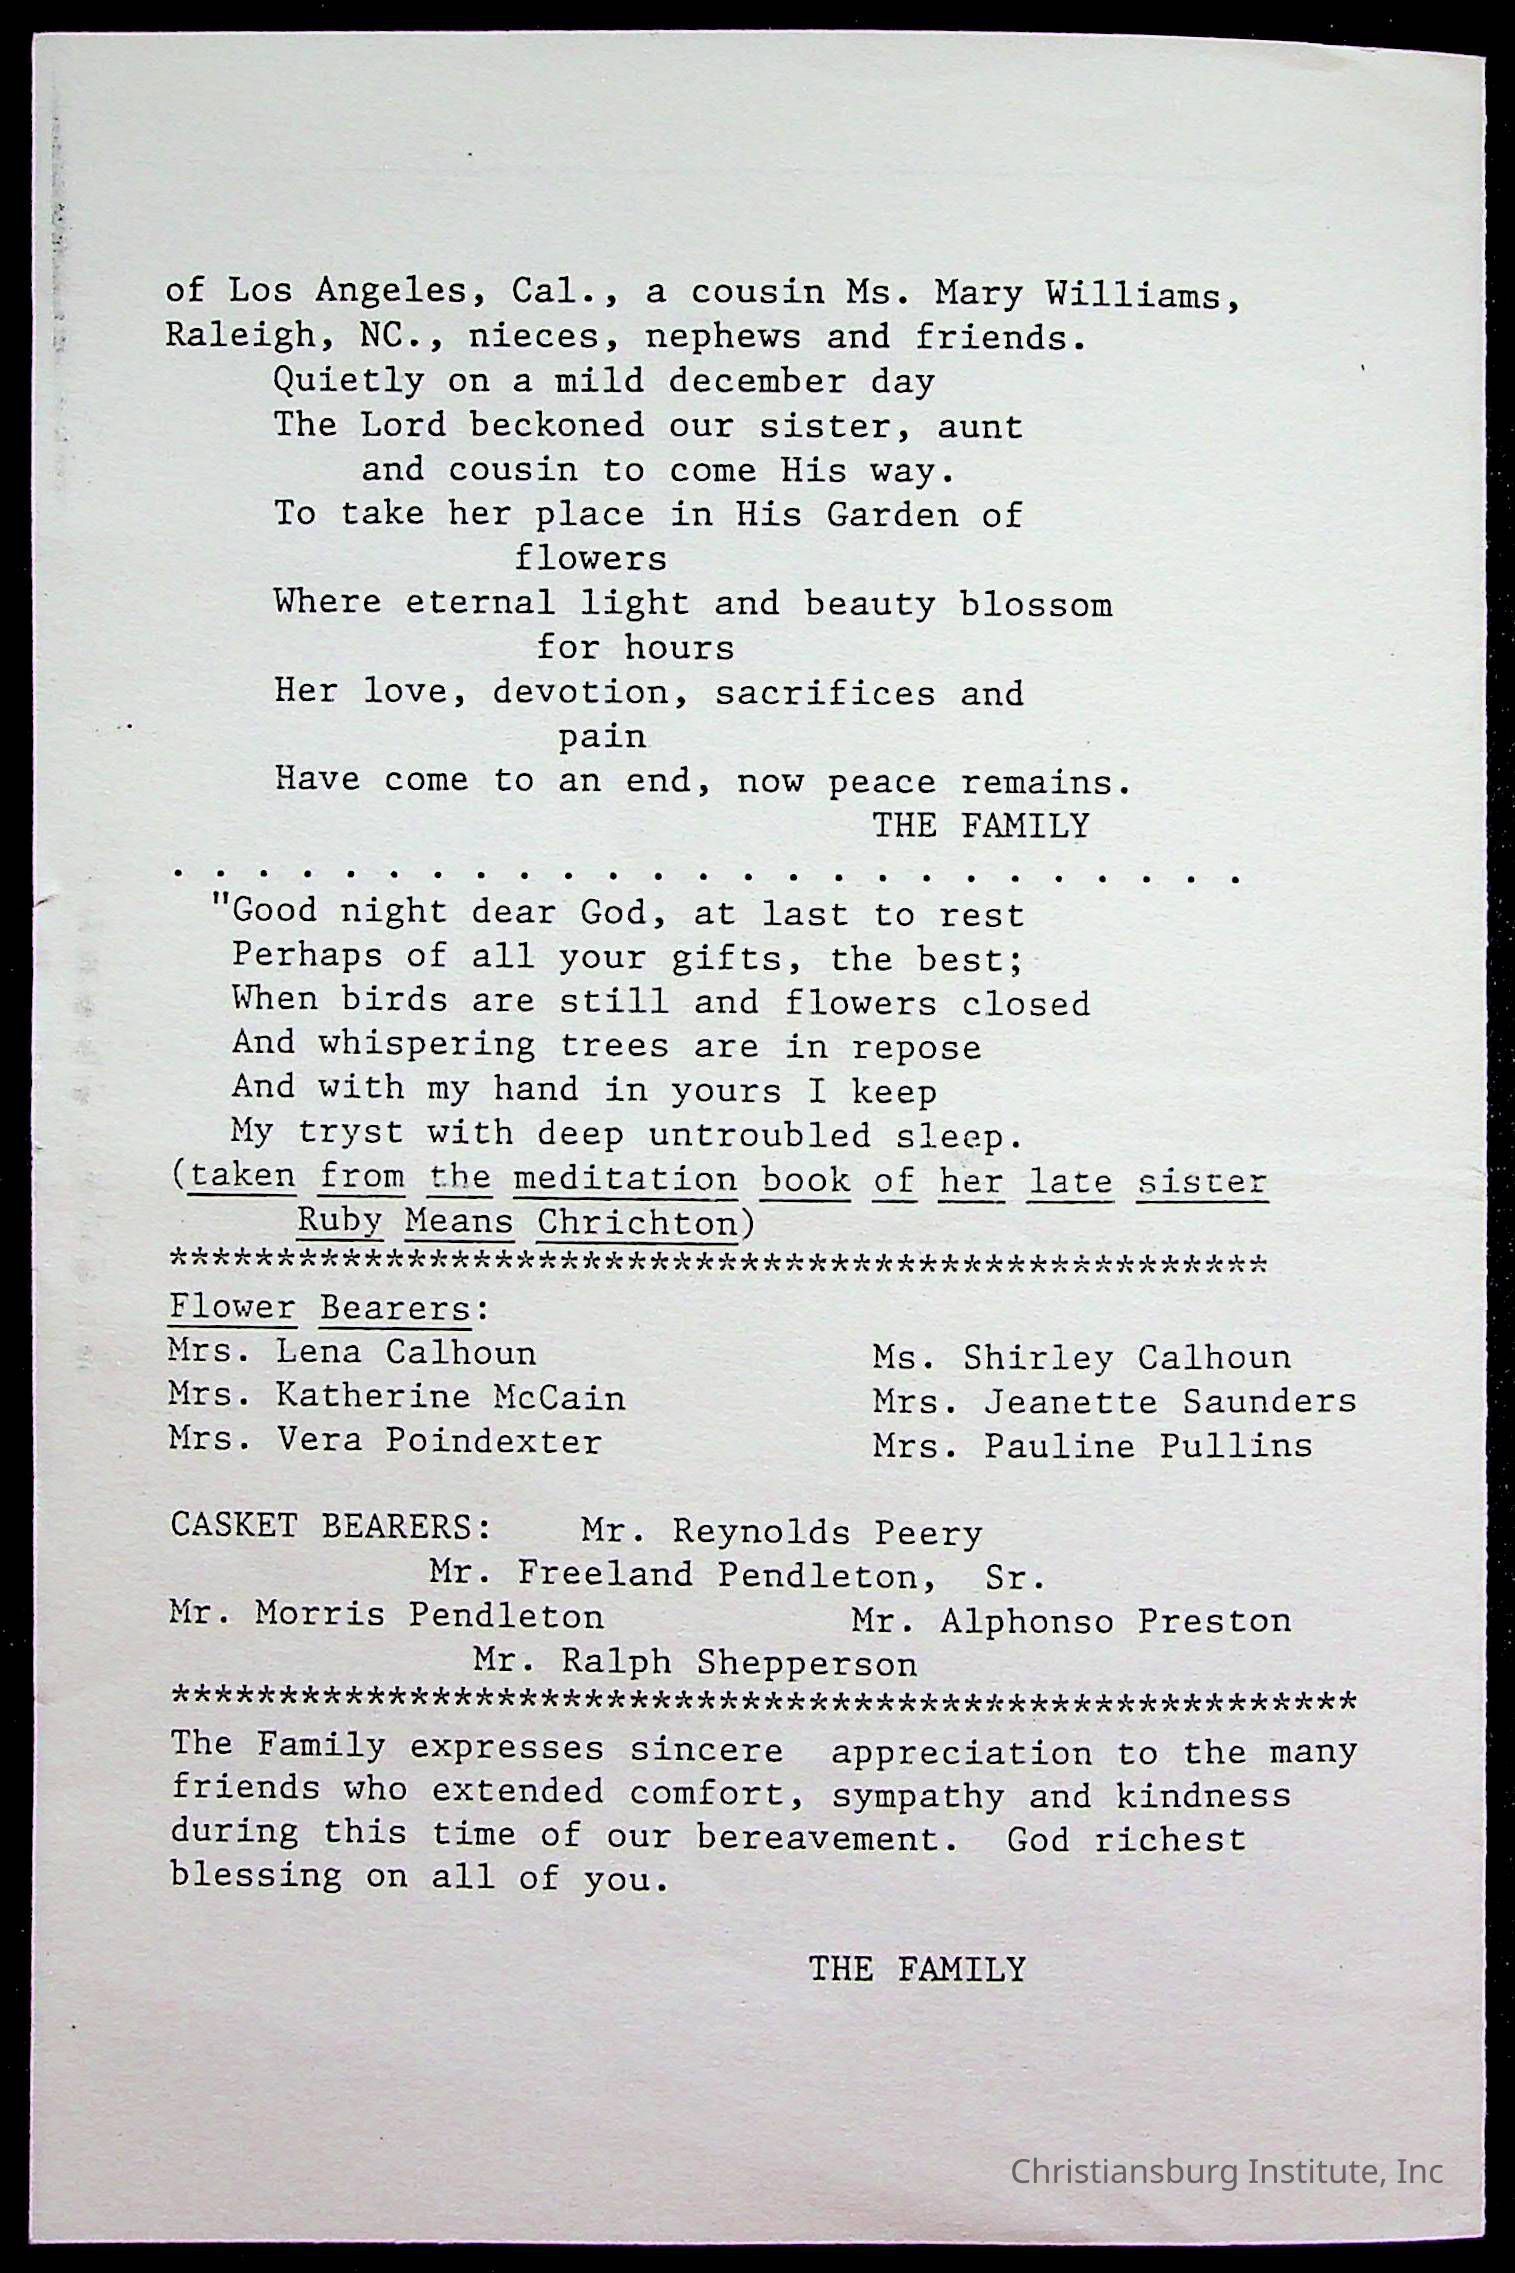 of Los Angeles, Cal., a cousin Ms. Mary Williams,
Raleigh, NC., nieces, nephews and friends.
Quietly on a mild december day
The Lord beckoned our sister, aunt
and cousin to come His way.
To take her place in His Garden of
flowers
Where eternal light and beauty blossom
for hours
Her love, devotion, sacrifices and
pain
Have come to an end, now peace remains.
THE FAMILY
. . . . . . . . . . . . . . . . . . . . . . . . .
"Good night dear God, at last to rest
Perhaps of all your gifts, the best;
When birds are still and flowers closed
And whispering trees are in repose
And with my hand in yours I keep
My tryst with deep untroubled sleep.
(taken from the meditation book of her late sister
Ruby Means Chrichton)
**************************************************
Flower Bearers:
Mrs. Lena Calhoun Ms. Shirley Calhoun
Mrs. Katherine McCain Mrs. Jeanette Saunders
Mrs. Vera Poindexter Mrs. Pauline Pullins
CASKET BEARERS: Mr. Reynolds Peery
Mr. Freeland Pendleton, Sr.
Mr. Morris Pendleton Mr. Alphonso Preston
Mr. Ralph Shepperson
******************************************************
The Family expresses sincere appreciation to the many
friends who extended comfort, sympathy and kindness
during this time of our bereavement. God richest
blessing on all of you.
THE FAMILY
Christiansburg Institute, Inc